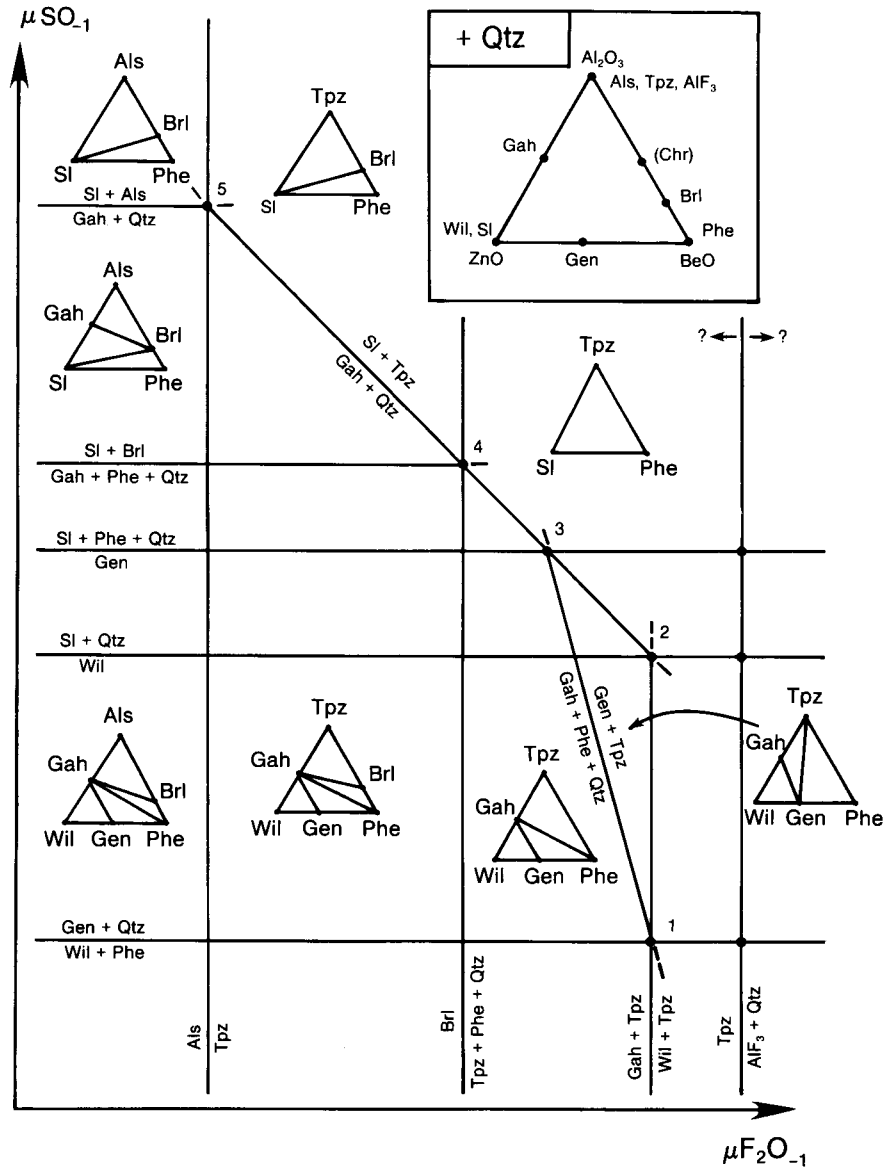 μSO₋₁
+ Qtz
Al₂O₃
Als, Tpz, AlF₃
Gah
(Chr)
Brl
Wil, Sl
Phe
ZnO
Gen
BeO
Als
Brl
Sl
Phe
Tpz
Brl
Sl
Phe
5
Sl + Als
Gah + Qtz
Als
Gah
Brl
Sl
Phe
Sl + Tpz
Gah + Qtz
? ?
Tpz
Sl
Phe
4
Sl + Brl
Gah + Phe + Qtz
3
Sl + Phe + Qtz
Gen
2
Sl + Qtz
Wil
Als
Gah
Brl
Wil Gen Phe
Tpz
Gah
Brl
Wil Gen Phe
Tpz
Gah
Wil Gen Phe
Gen + Tpz
Gah + Phe + Qtz
Tpz
Gah
Wil Gen Phe
1
Gen + Qtz
Wil + Phe
Als
Tpz
Brl
Tpz + Phe + Qtz
Gah + Tpz
Wil + Tpz
Tpz
AlF₃ + Qtz
μF₂O₋₁